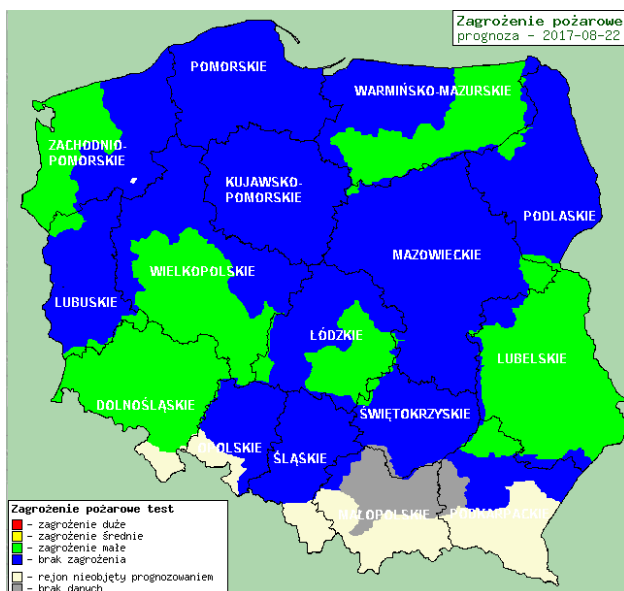 Zagrożenie pożarowe
prognoza - 2017-08-22
POMORSKIE
WARMIŃSKO-MAZURSKIE
ZACHODNIO-
POMORSKIE
KUJAWSKO-
POMORSKIE
PODLASKIE
MAZOWIECKIE
WIELKOPOLSKIE
LUBUSKIE
ŁÓDZKIE
LUBELSKIE
DOLNOŚLĄSKIE
ŚWIĘTOKRZYSKIE
OPOLSKIE
ŚLĄSKIE
MAŁOPOLSKIE
PODKARPACKIE
Zagrożenie pożarowe test
- zagrożenie duże
- zagrożenie średnie
- zagrożenie małe
- brak zagrożenia
- rejon nieobjęty prognozowaniem
- brak danych